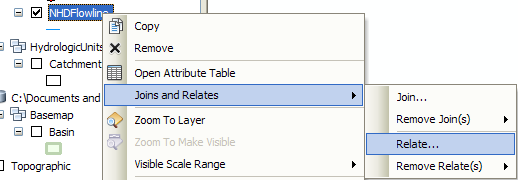 NHDFlowline
HydrologicUnits
Catchment
C:\Documents and
Basemap
Basin
Topographic
Copy
Remove
Open Attribute Table
Joins and Relates
Zoom To Layer
Zoom To Make Visible
Visible Scale Range
Join...
Remove Join(s)
Relate...
Remove Relate(s)